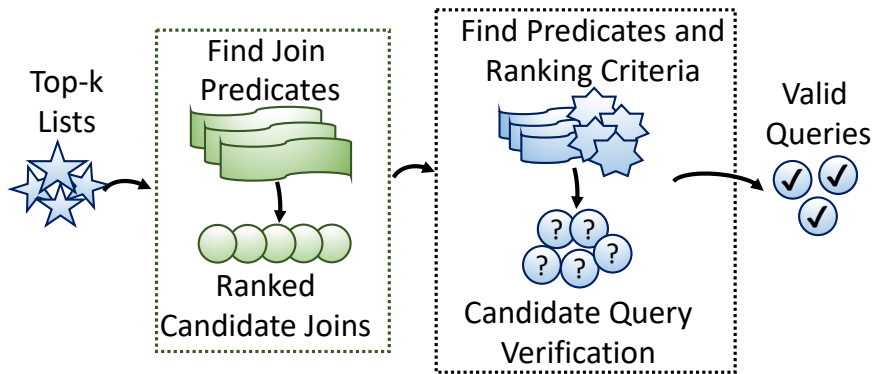 Top-k
Lists
Find Join
Predicates
Ranked
Candidate Joins
Find Predicates and
Ranking Criteria
? ?
? ? ?
Candidate Query
Verification
Valid
Queries